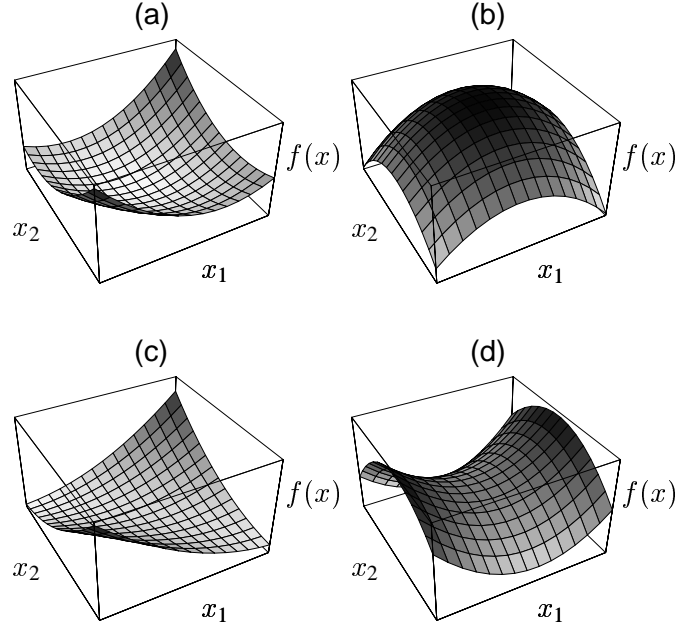 (a) (b)
f(x) f(x)
x₂ x₂
x₁ x₁
(c) (d)
f(x) f(x)
x₂ x₂
x₁ x₁